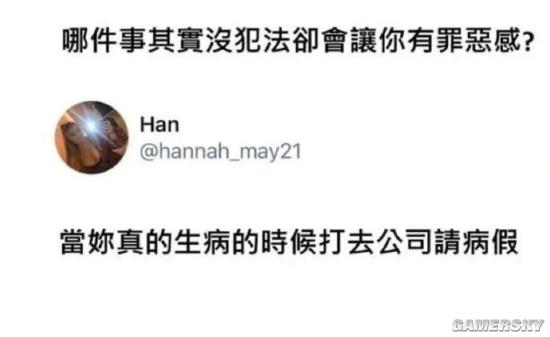 哪件事其實沒犯法卻會讓你有罪惡感?
Han
@hannah_may21
當妳真的生病的時候打去公司請病假
GAMERSKY